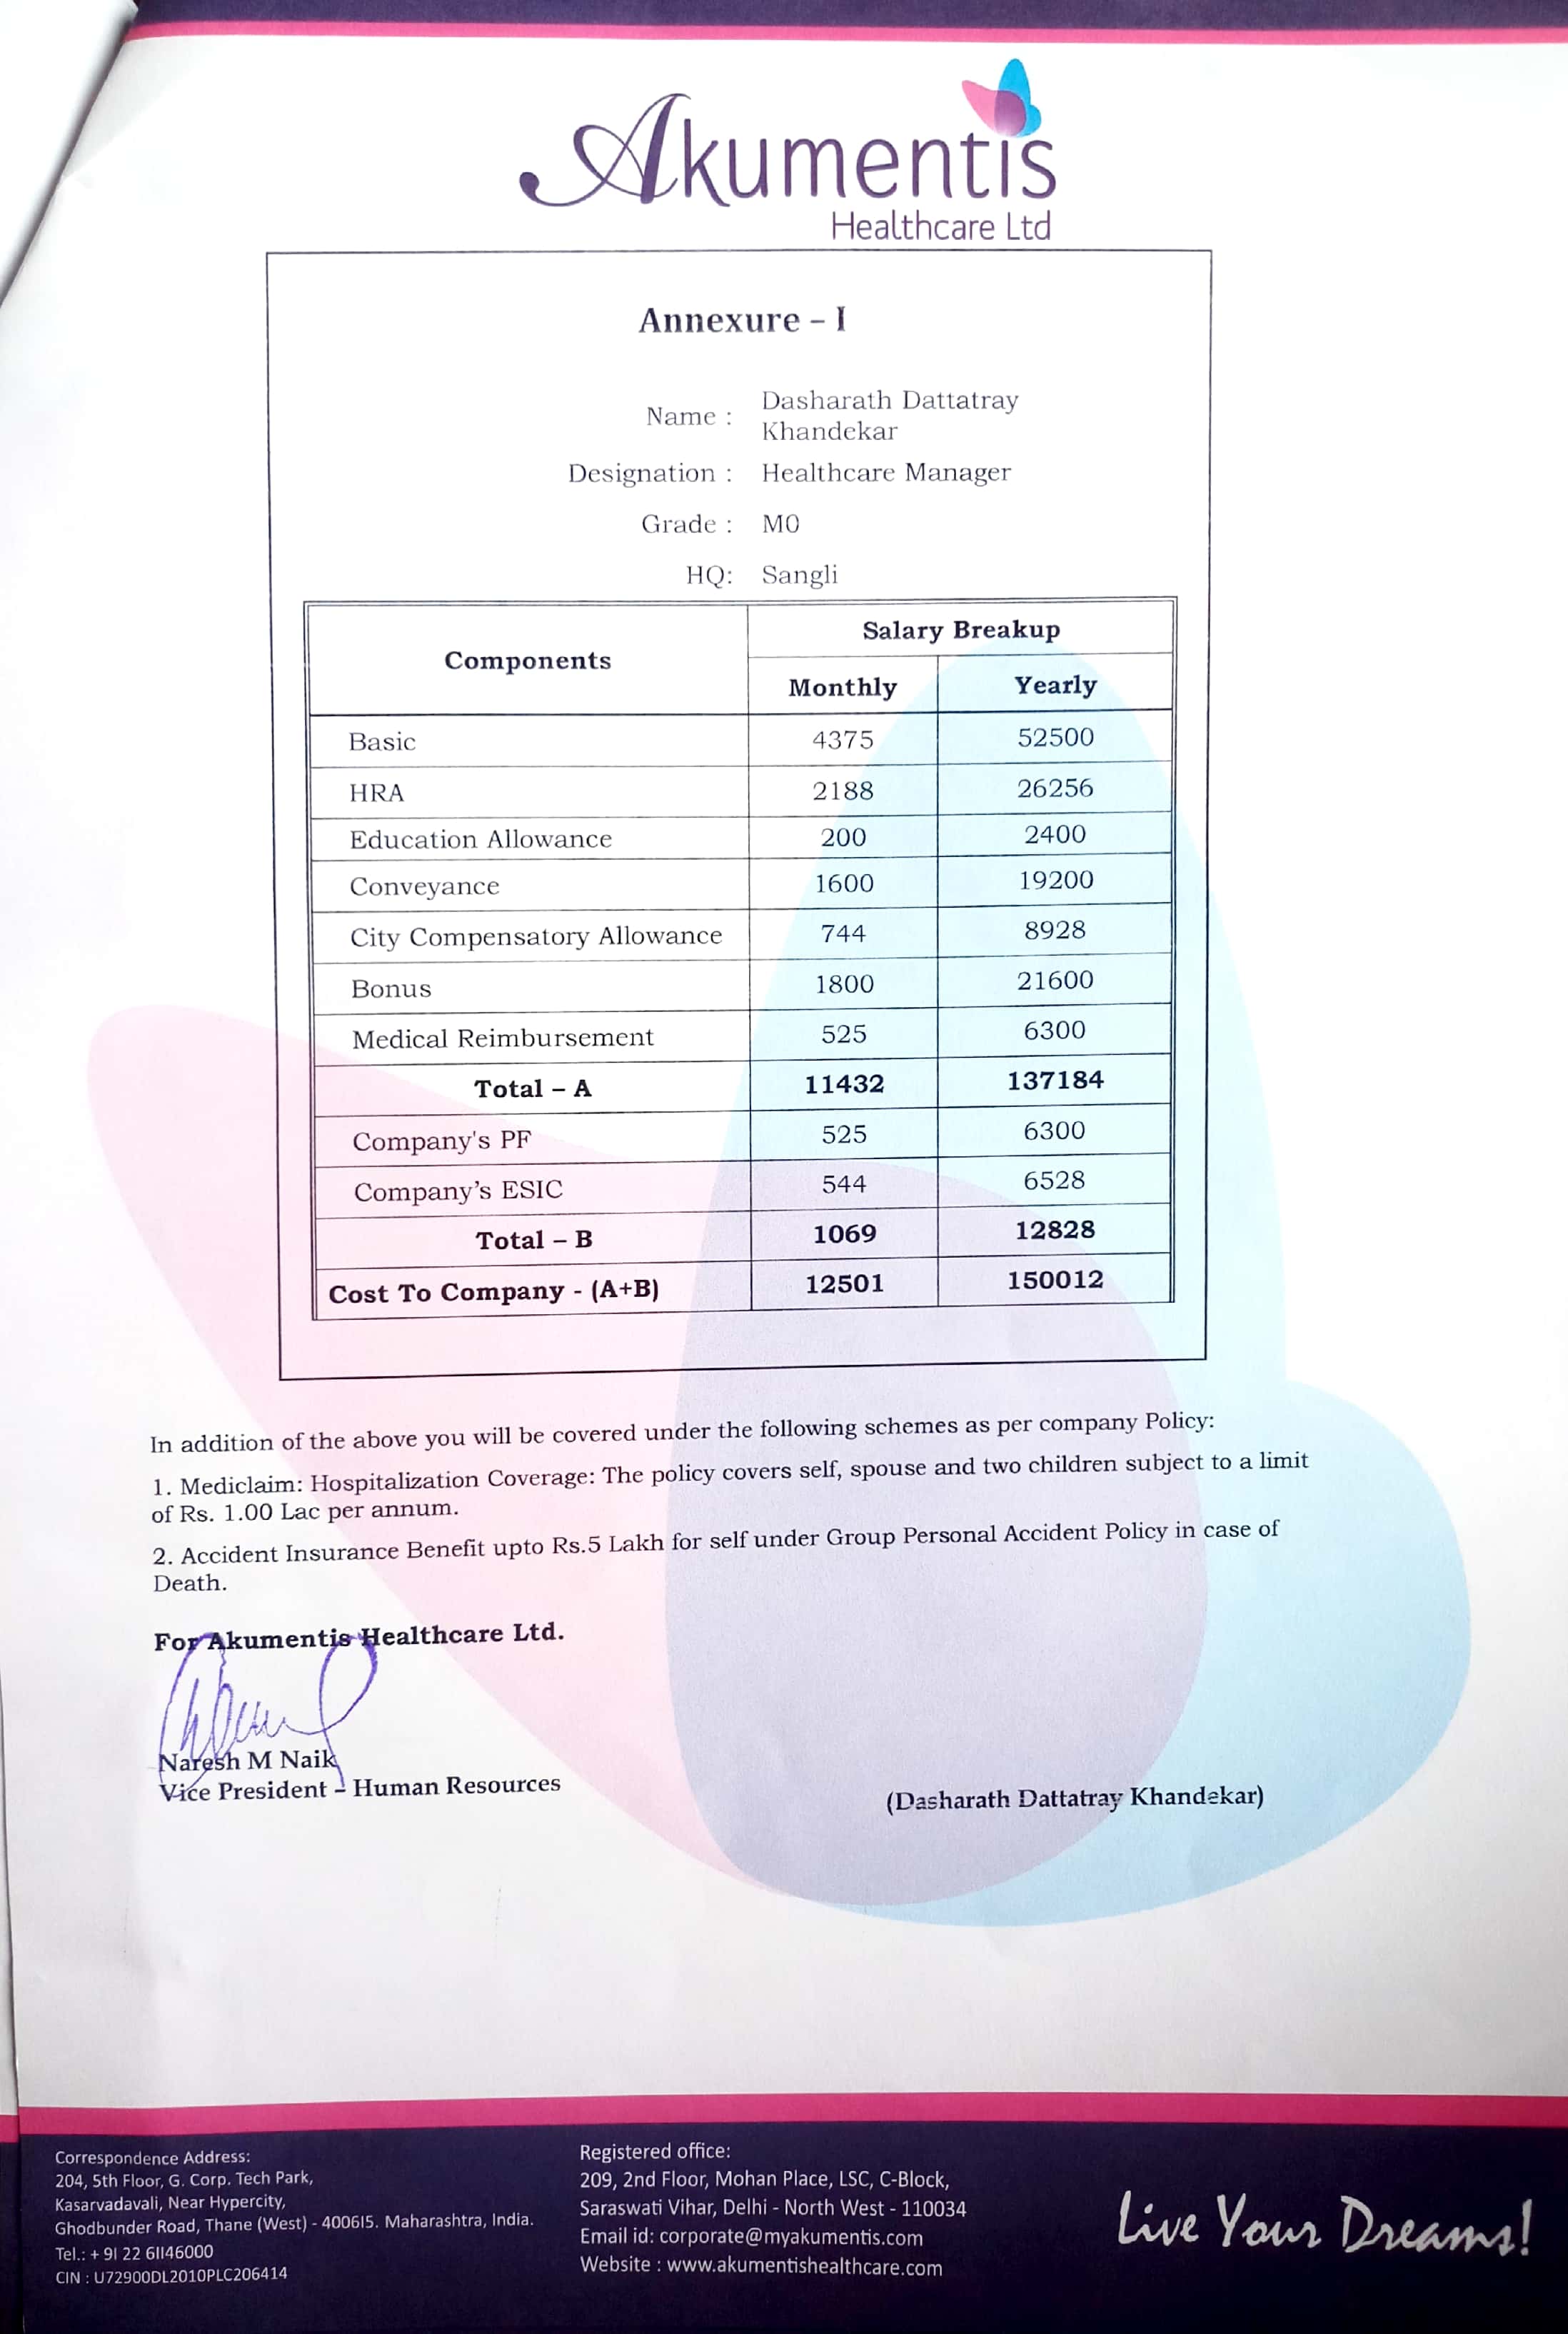 Akumentis
Healthcare Ltd
Annexure – I
Name : Dasharath Dattatray
Khandekar
Designation : Healthcare Manager
Grade : M0
HQ: Sangli
Components Salary Breakup
Monthly Yearly
Basic 4375 52500
HRA 2188 26256
Education Allowance 200 2400
Conveyance 1600 19200
City Compensatory Allowance 744 8928
Bonus 1800 21600
Medical Reimbursement 525 6300
Total – A 11432 137184
Company's PF 525 6300
Company's ESIC 544 6528
Total – B 1069 12828
Cost To Company - (A+B) 12501 150012
In addition of the above you will be covered under the following schemes as per company Policy:
1. Mediclaim: Hospitalization Coverage: The policy covers self, spouse and two children subject to a limit
of Rs. 1.00 Lac per annum.
2. Accident Insurance Benefit upto Rs.5 Lakh for self under Group Personal Accident Policy in case of
Death.
For Akumentis Healthcare Ltd.
Naresh M Naik
Vice President – Human Resources
(Dasharath Dattatray Khandekar)
Correspondence Address:
204, 5th Floor, G. Corp. Tech Park,
Kasarvadavali, Near Hypercity,
Ghodbunder Road, Thane (West) - 400615. Maharashtra, India.
Tel.: + 91 22 61146000
CIN : U72900DL2010PLC206414
Registered office:
209, 2nd Floor, Mohan Place, LSC, C-Block,
Saraswati Vihar, Delhi - North West - 110034
Email id: corporate@myakumentis.com
Website : www.akumentishealthcare.com
Live Your Dreams!